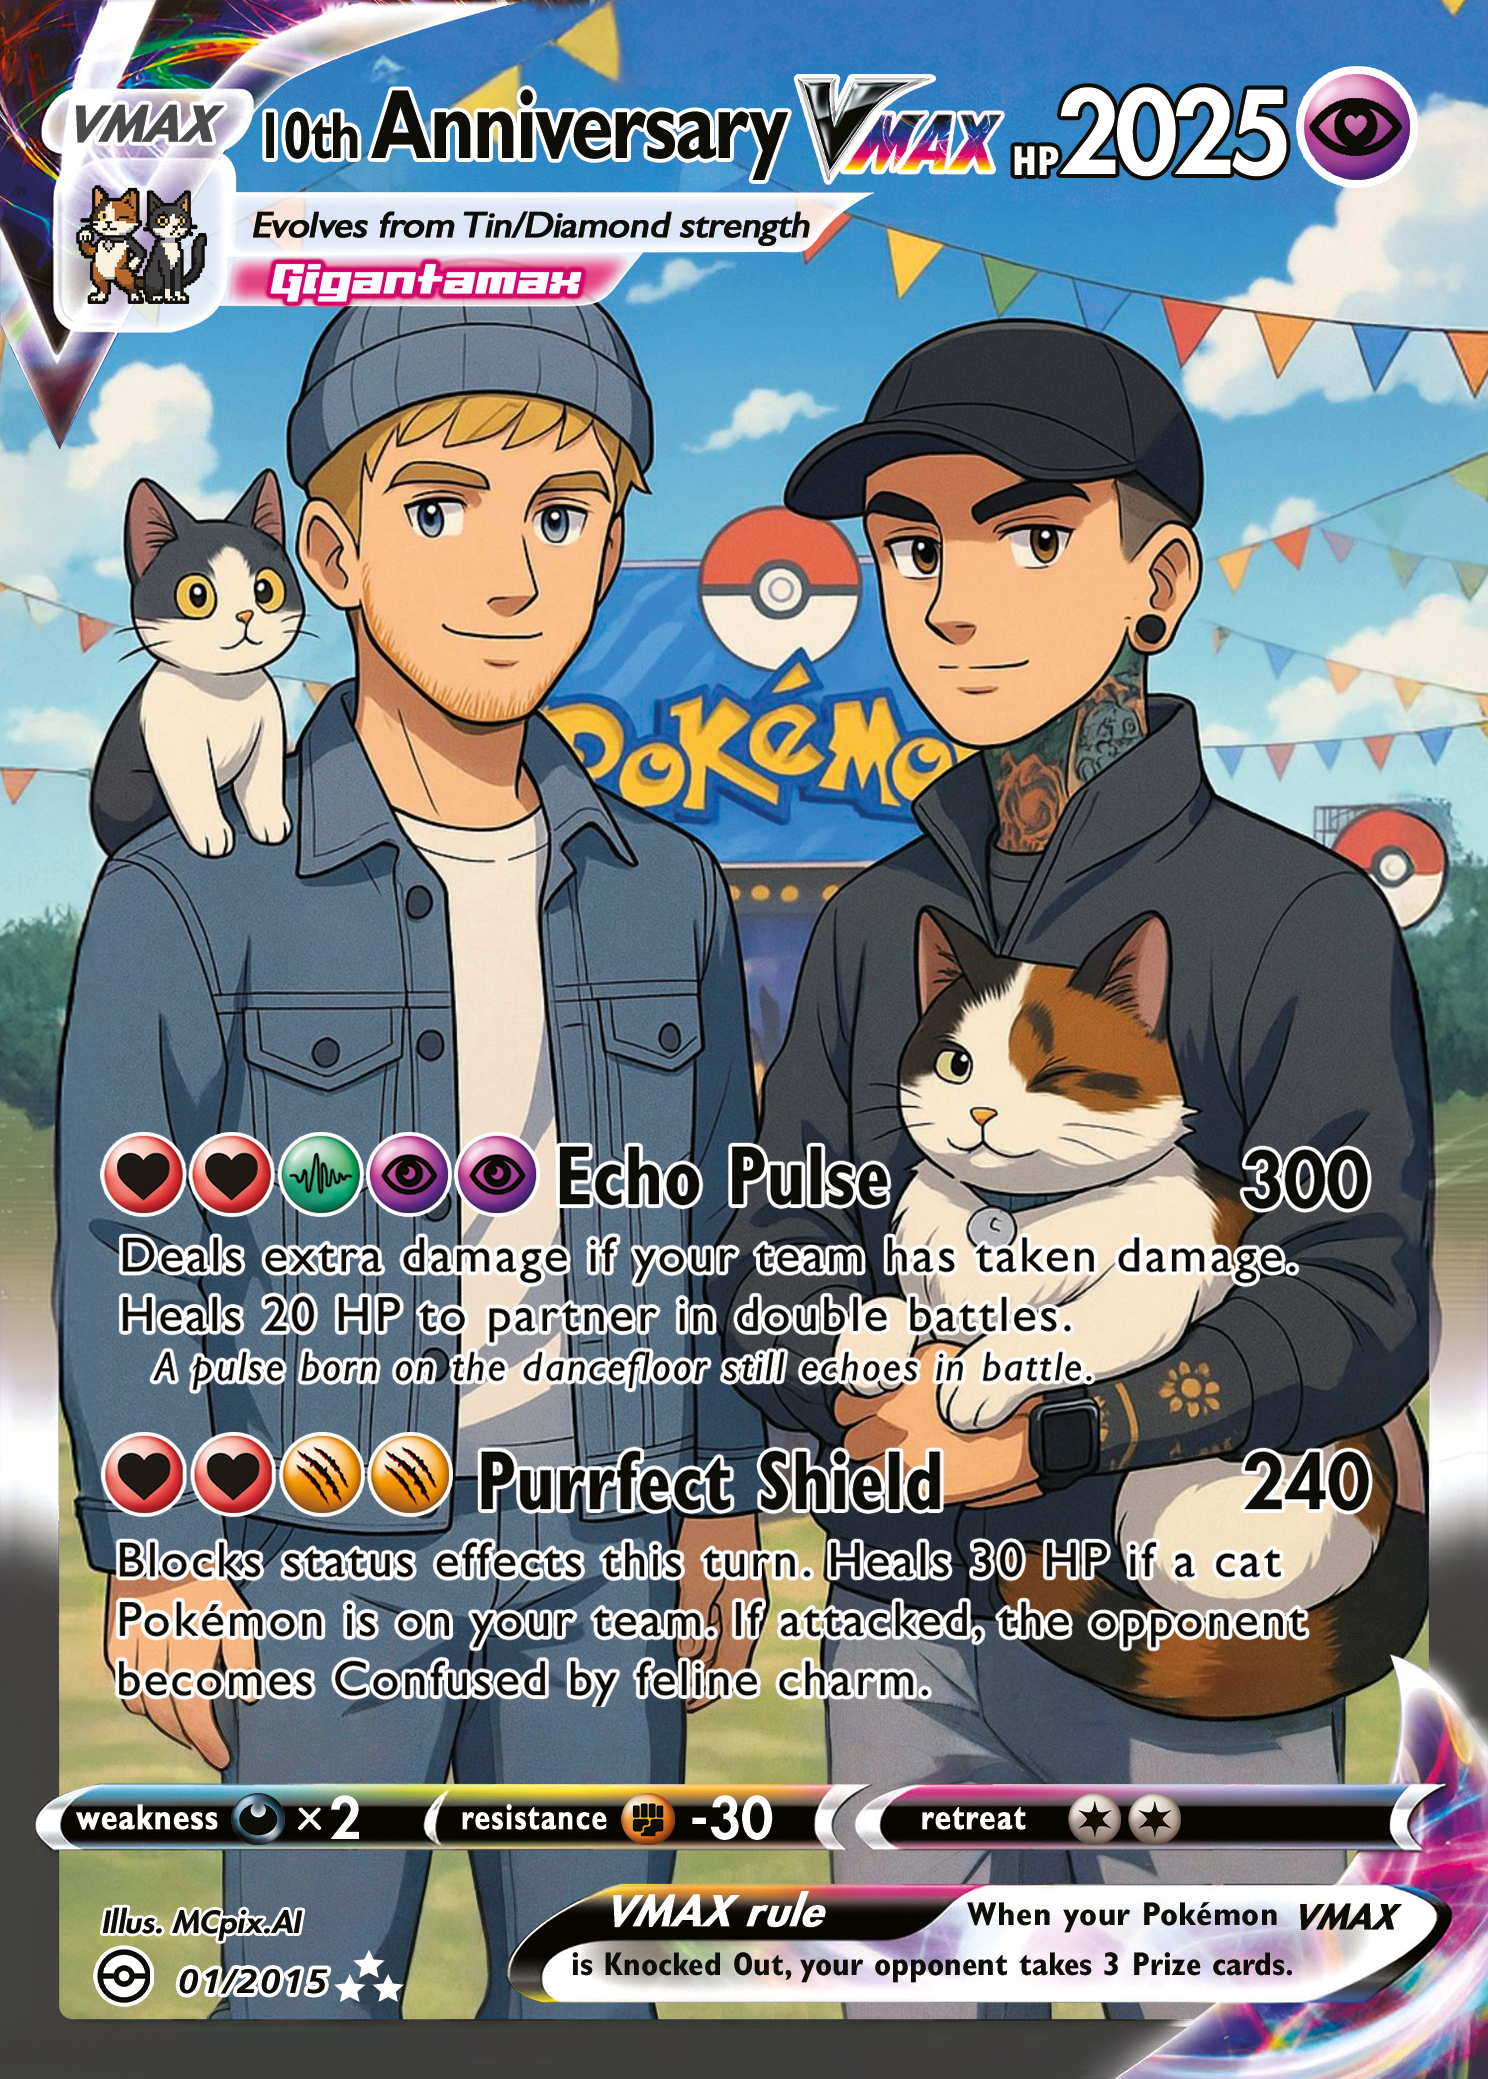 VMAX
10th Anniversary VMAX HP 2025
Evolves from Tin/Diamond strength
Gigantamax
Pokémo
C
Echo Pulse 300
Deals extra damage if your team has taken damage.
Heals 20 HP to partner in double battles.
A pulse born on the dancefloor still echoes in battle.
Purrfect Shield 240
Blocks status effects this turn. Heals 30 HP if a cat
Pokémon is on your team. If attacked, the opponent
becomes Confused by feline charm.
weakness ×2 resistance -30 retreat
Illus. MCpix.AI
01/2015
VMAX rule When your Pokémon VMAX
is Knocked Out, your opponent takes 3 Prize cards.